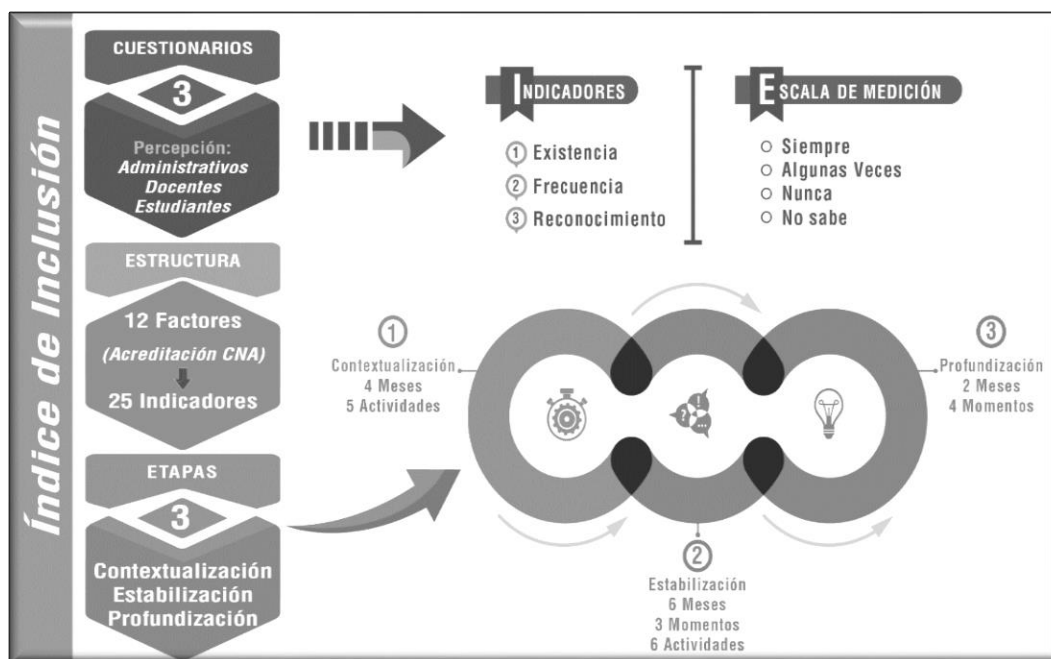 Índice de Inclusión
CUESTIONARIOS
3
Percepción:
Administrativos
Docentes
Estudiantes
ESTRUCTURA
12 Factores
(Acreditación CNA)
25 Indicadores
ETAPAS
3
Contextualización
Estabilización
Profundización
INDICADORES
1 Existencia
2 Frecuencia
3 Reconocimiento
ESCALA DE MEDICIÓN
Siempre
Algunas Veces
Nunca
No sabe
1
Contextualización
4 Meses
5 Actividades
?
!
...
2
Estabilización
6 Meses
3 Momentos
6 Actividades
3
Profundización
2 Meses
4 Momentos